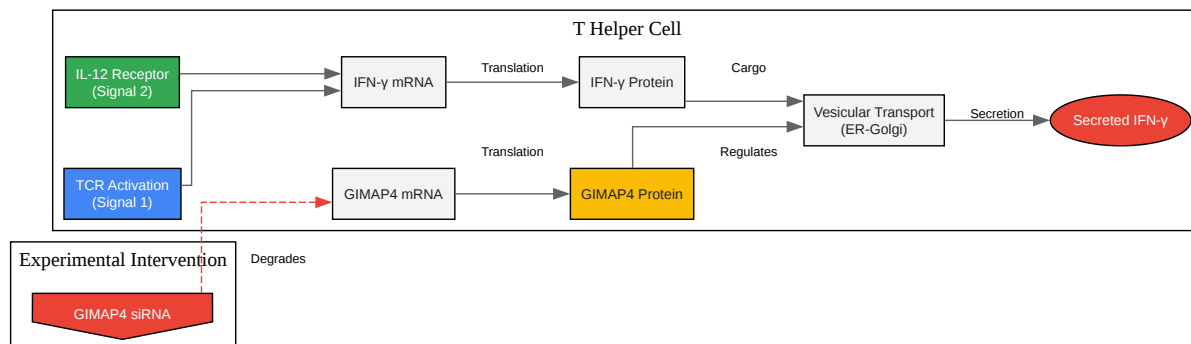 T Helper Cell
IL-12 Receptor
(Signal 2)
IFN-γ mRNA
Translation
IFN-γ Protein
Cargo
Vesicular Transport
(ER-Golgi)
Secretion
Secreted IFN-γ
TCR Activation
(Signal 1)
GIMAP4 mRNA
Translation
GIMAP4 Protein
Regulates
Experimental Intervention
Degrades
GIMAP4 siRNA